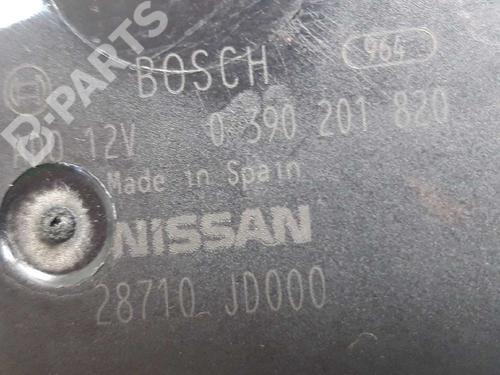 BOSCH 964
12V 0 390 201 820
Made in Spain
NISSAN
28710 JD000
B-PARTS